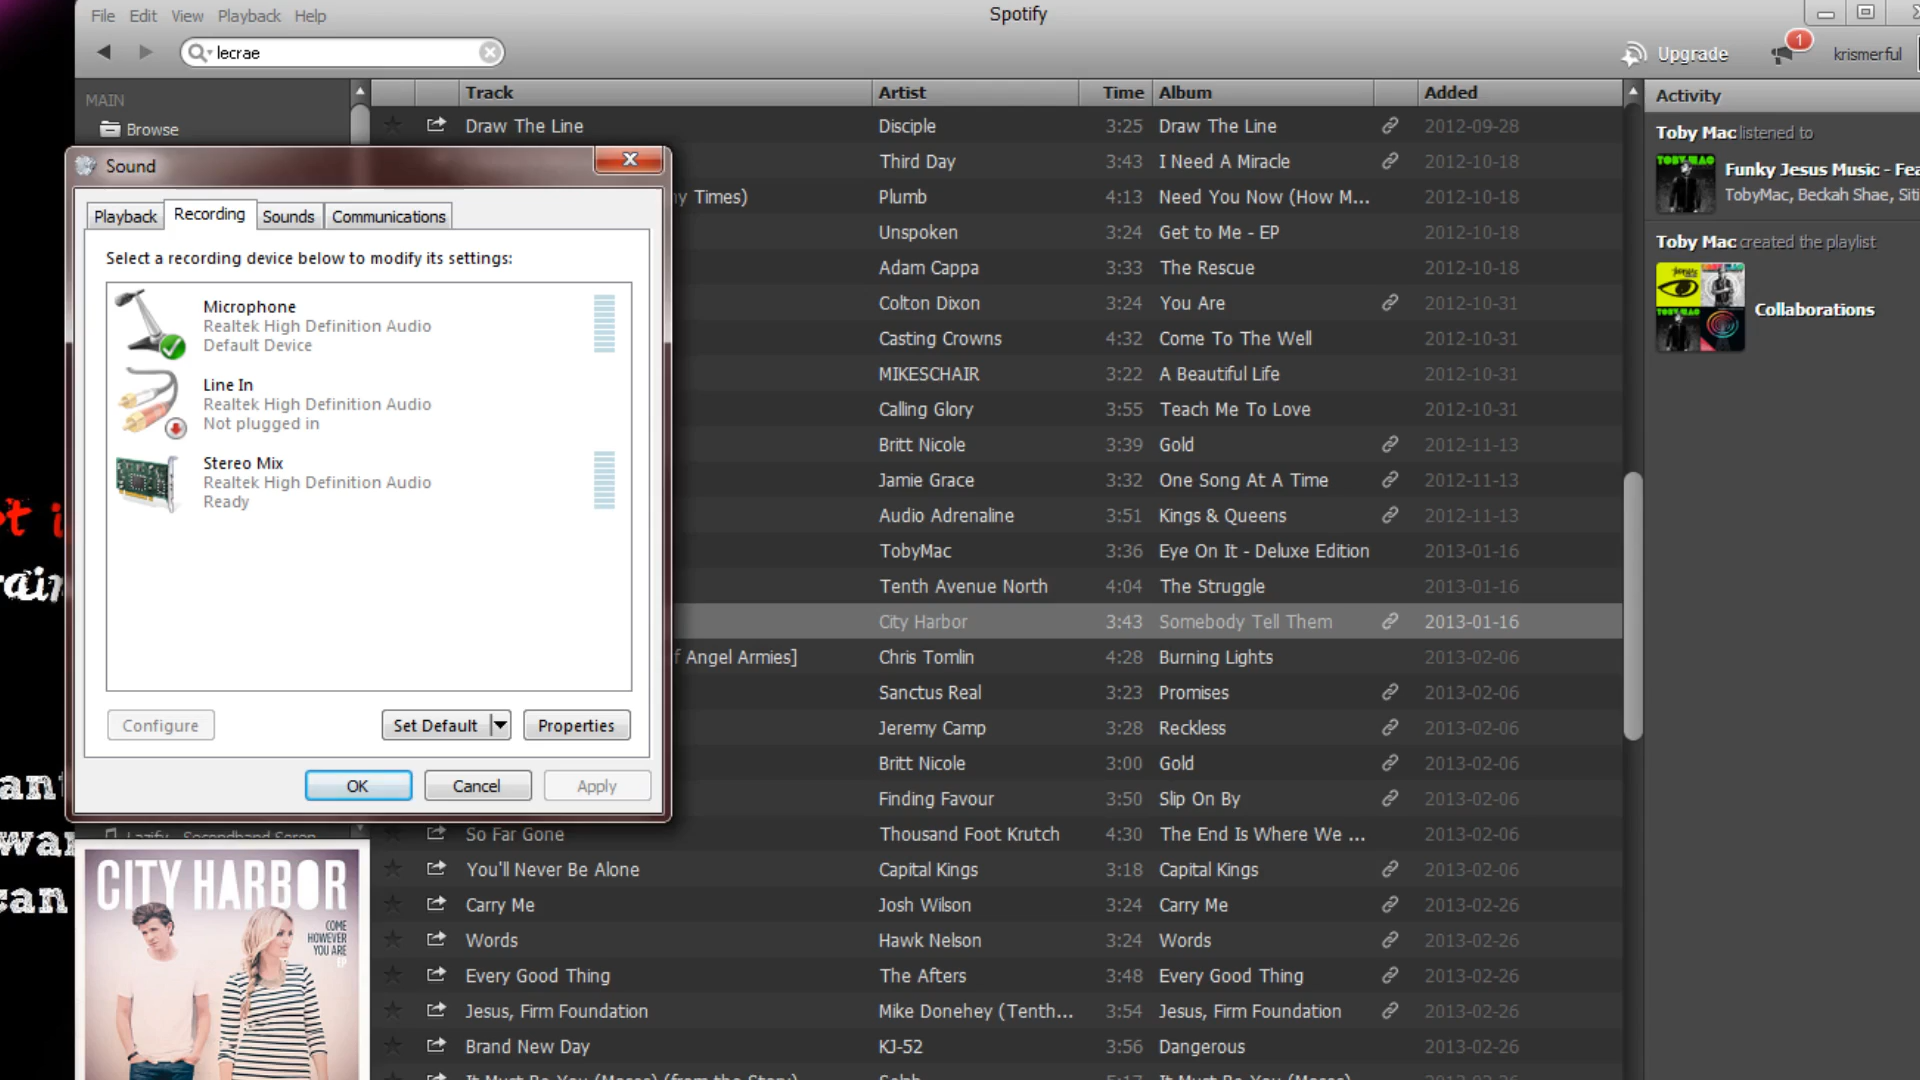 File Edit View Playback Help
Spotify
lecrae
Upgrade
1
krismerful
MAIN
Browse
Track Artist Time Album Added
Draw The Line Disciple 3:25 Draw The Line 2012-09-28
Third Day 3:43 I Need A Miracle 2012-10-18
ny Times) Plumb 4:13 Need You Now (How M... 2012-10-18
Unspoken 3:24 Get to Me - EP 2012-10-18
Adam Cappa 3:33 The Rescue 2012-10-18
Colton Dixon 3:24 You Are 2012-10-31
Casting Crowns 4:32 Come To The Well 2012-10-31
MIKESCHAIR 3:22 A Beautiful Life 2012-10-31
Calling Glory 3:55 Teach Me To Love 2012-10-31
Britt Nicole 3:39 Gold 2012-11-13
Jamie Grace 3:32 One Song At A Time 2012-11-13
Audio Adrenaline 3:51 Kings & Queens 2012-11-13
TobyMac 3:36 Eye On It - Deluxe Edition 2013-01-16
Tenth Avenue North 4:04 The Struggle 2013-01-16
City Harbor 3:43 Somebody Tell Them 2013-01-16
f Angel Armies] Chris Tomlin 4:28 Burning Lights 2013-02-06
Sanctus Real 3:23 Promises 2013-02-06
Jeremy Camp 3:28 Reckless 2013-02-06
Britt Nicole 3:00 Gold 2013-02-06
Finding Favour 3:50 Slip On By 2013-02-06
So Far Gone Thousand Foot Krutch 4:30 The End Is Where We ... 2013-02-06
You'll Never Be Alone Capital Kings 3:18 Capital Kings 2013-02-06
Carry Me Josh Wilson 3:24 Carry Me 2013-02-26
Words Hawk Nelson 3:24 Words 2013-02-26
Every Good Thing The Afters 3:48 Every Good Thing 2013-02-26
Jesus, Firm Foundation Mike Donehey (Tenth... 3:54 Jesus, Firm Foundation 2013-02-26
Brand New Day KJ-52 3:56 Dangerous 2013-02-26
Sound
Playback Recording Sounds Communications
Select a recording device below to modify its settings:
Microphone
Realtek High Definition Audio
Default Device
Line In
Realtek High Definition Audio
Not plugged in
Stereo Mix
Realtek High Definition Audio
Ready
Configure Set Default Properties
OK Cancel Apply
CITY HARBOR
COME
HOWEVER
YOU ARE
EP
Activity
Toby Mac listened to
Funky Jesus Music - Fea
TobyMac, Beckah Shae, Siti
Toby Mac created the playlist
Collaborations